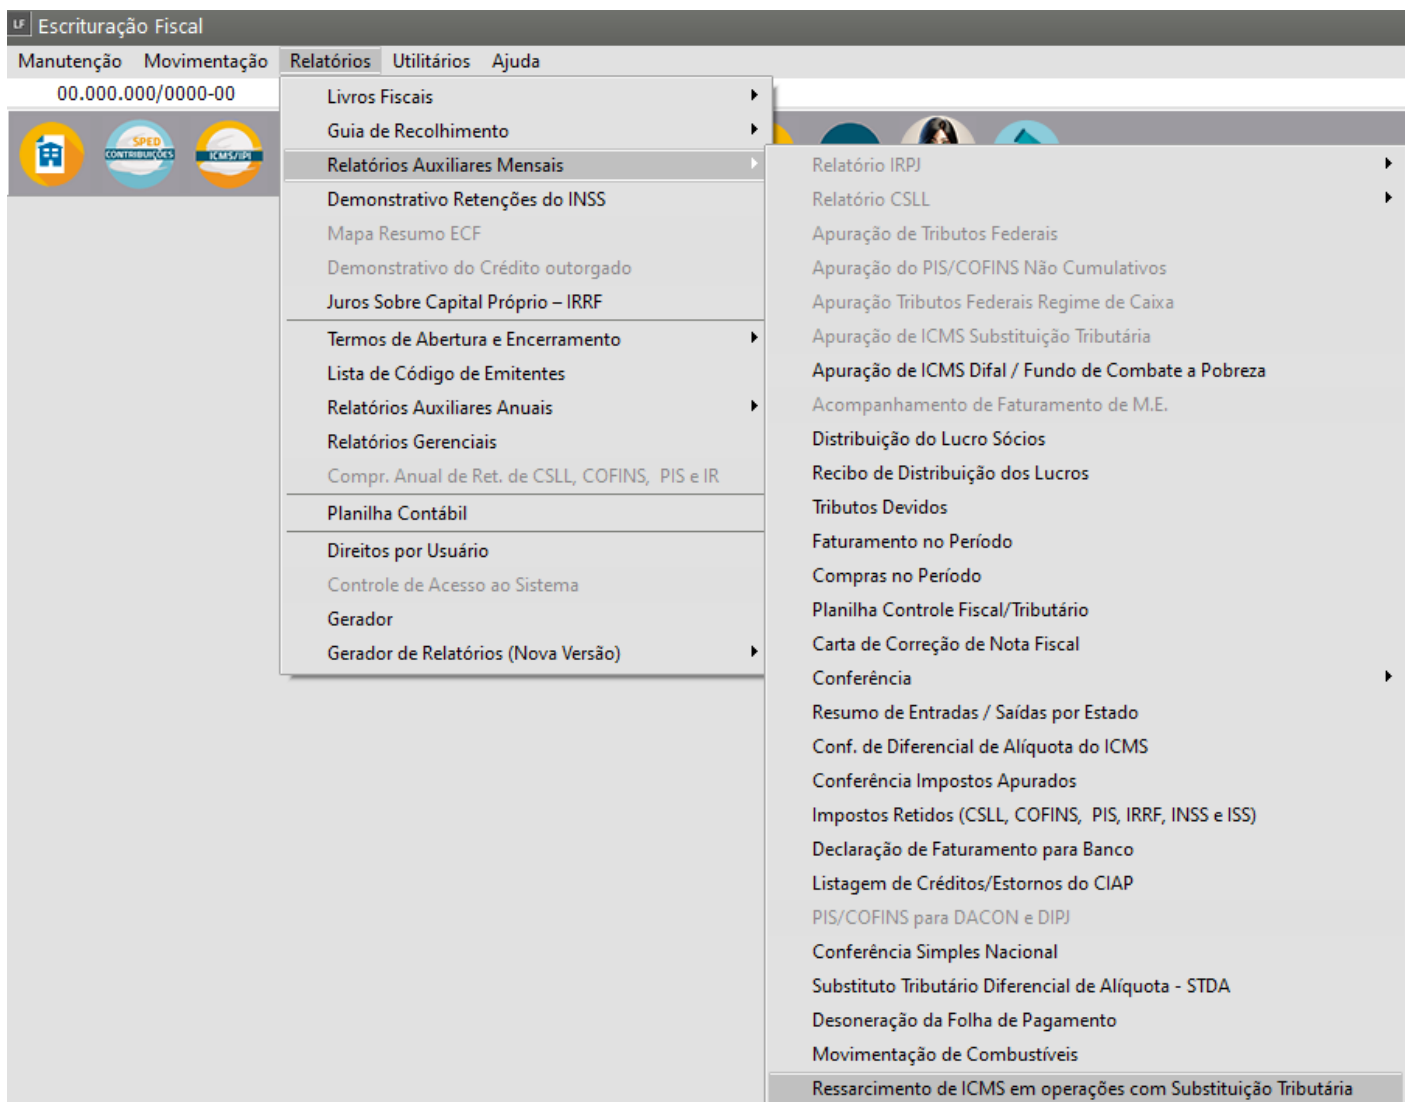 LF Escrituração Fiscal
Manutenção Movimentação Relatórios Utilitários Ajuda
00.000.000/0000-00
SPED
CONTRIBUIÇÕES
ICMS/IPI
Livros Fiscais
Guia de Recolhimento
Relatórios Auxiliares Mensais
Demonstrativo Retenções do INSS
Mapa Resumo ECF
Demonstrativo do Crédito outorgado
Juros Sobre Capital Próprio – IRRF
Termos de Abertura e Encerramento
Lista de Código de Emitentes
Relatórios Auxiliares Anuais
Relatórios Gerenciais
Compr. Anual de Ret. de CSLL, COFINS, PIS e IR
Planilha Contábil
Direitos por Usuário
Controle de Acesso ao Sistema
Gerador
Gerador de Relatórios (Nova Versão)
Relatório IRPJ
Relatório CSLL
Apuração de Tributos Federais
Apuração do PIS/COFINS Não Cumulativos
Apuração Tributos Federais Regime de Caixa
Apuração de ICMS Substituição Tributária
Apuração de ICMS Difal / Fundo de Combate a Pobreza
Acompanhamento de Faturamento de M.E.
Distribuição do Lucro Sócios
Recibo de Distribuição dos Lucros
Tributos Devidos
Faturamento no Período
Compras no Período
Planilha Controle Fiscal/Tributário
Carta de Correção de Nota Fiscal
Conferência
Resumo de Entradas / Saídas por Estado
Conf. de Diferencial de Alíquota do ICMS
Conferência Impostos Apurados
Impostos Retidos (CSLL, COFINS, PIS, IRRF, INSS e ISS)
Declaração de Faturamento para Banco
Listagem de Créditos/Estornos do CIAP
PIS/COFINS para DACON e DIPJ
Conferência Simples Nacional
Substituto Tributário Diferencial de Alíquota - STDA
Desoneração da Folha de Pagamento
Movimentação de Combustíveis
Ressarcimento de ICMS em operações com Substituição Tributária